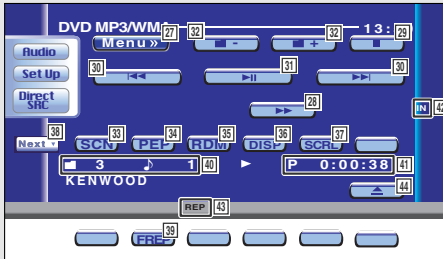 DVD MP3/WMA 13:
27 32 32 29
Menu » - + ■
Audio
Set Up
Direct SRC
30 31 30
28
IN 42
38 33 34 35 36 37
Next SCN PEP RDM DISP SCRL
3 ♪ 1 40 ► P 0:00:38 41
KENWOOD
44
REP 43
39
FREP